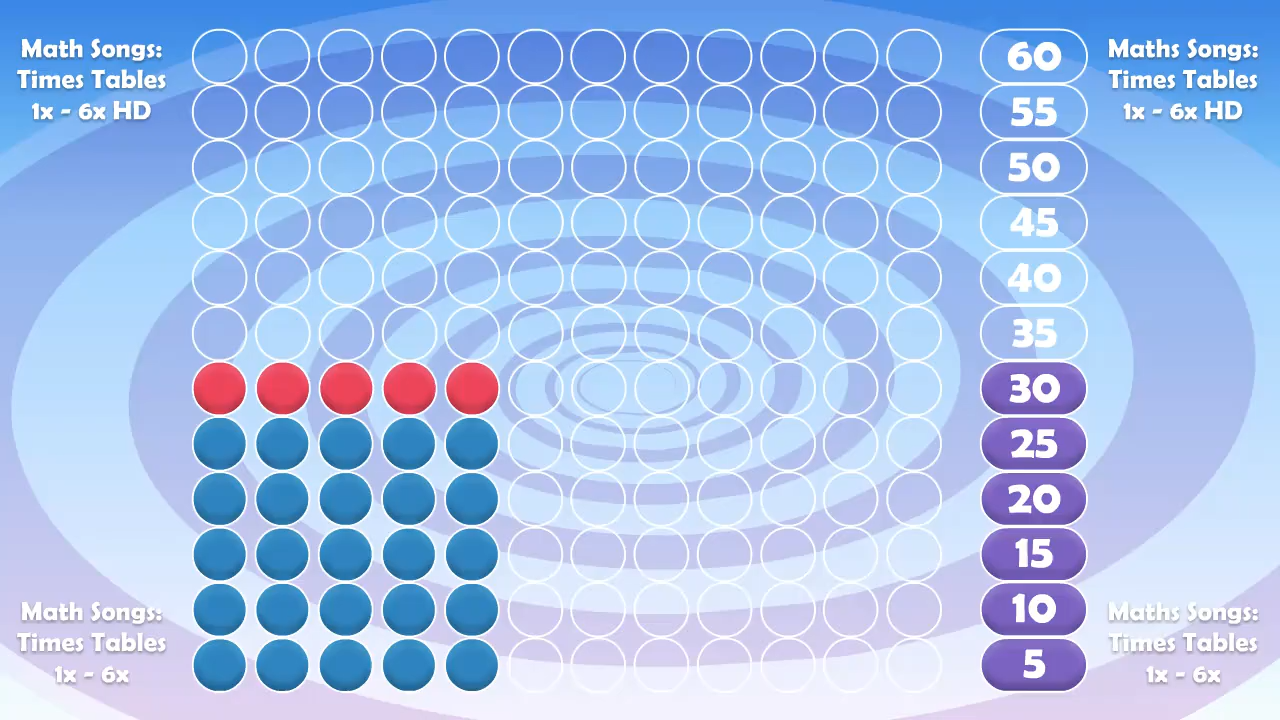 Math Songs:
Times Tables
1x - 6x HD
60
Maths Songs:
Times Tables
1x - 6x HD
55
50
45
40
35
30
25
20
15
10
5
Math Songs:
Times Tables
1x - 6x
Maths Songs:
Times Tables
1x - 6x